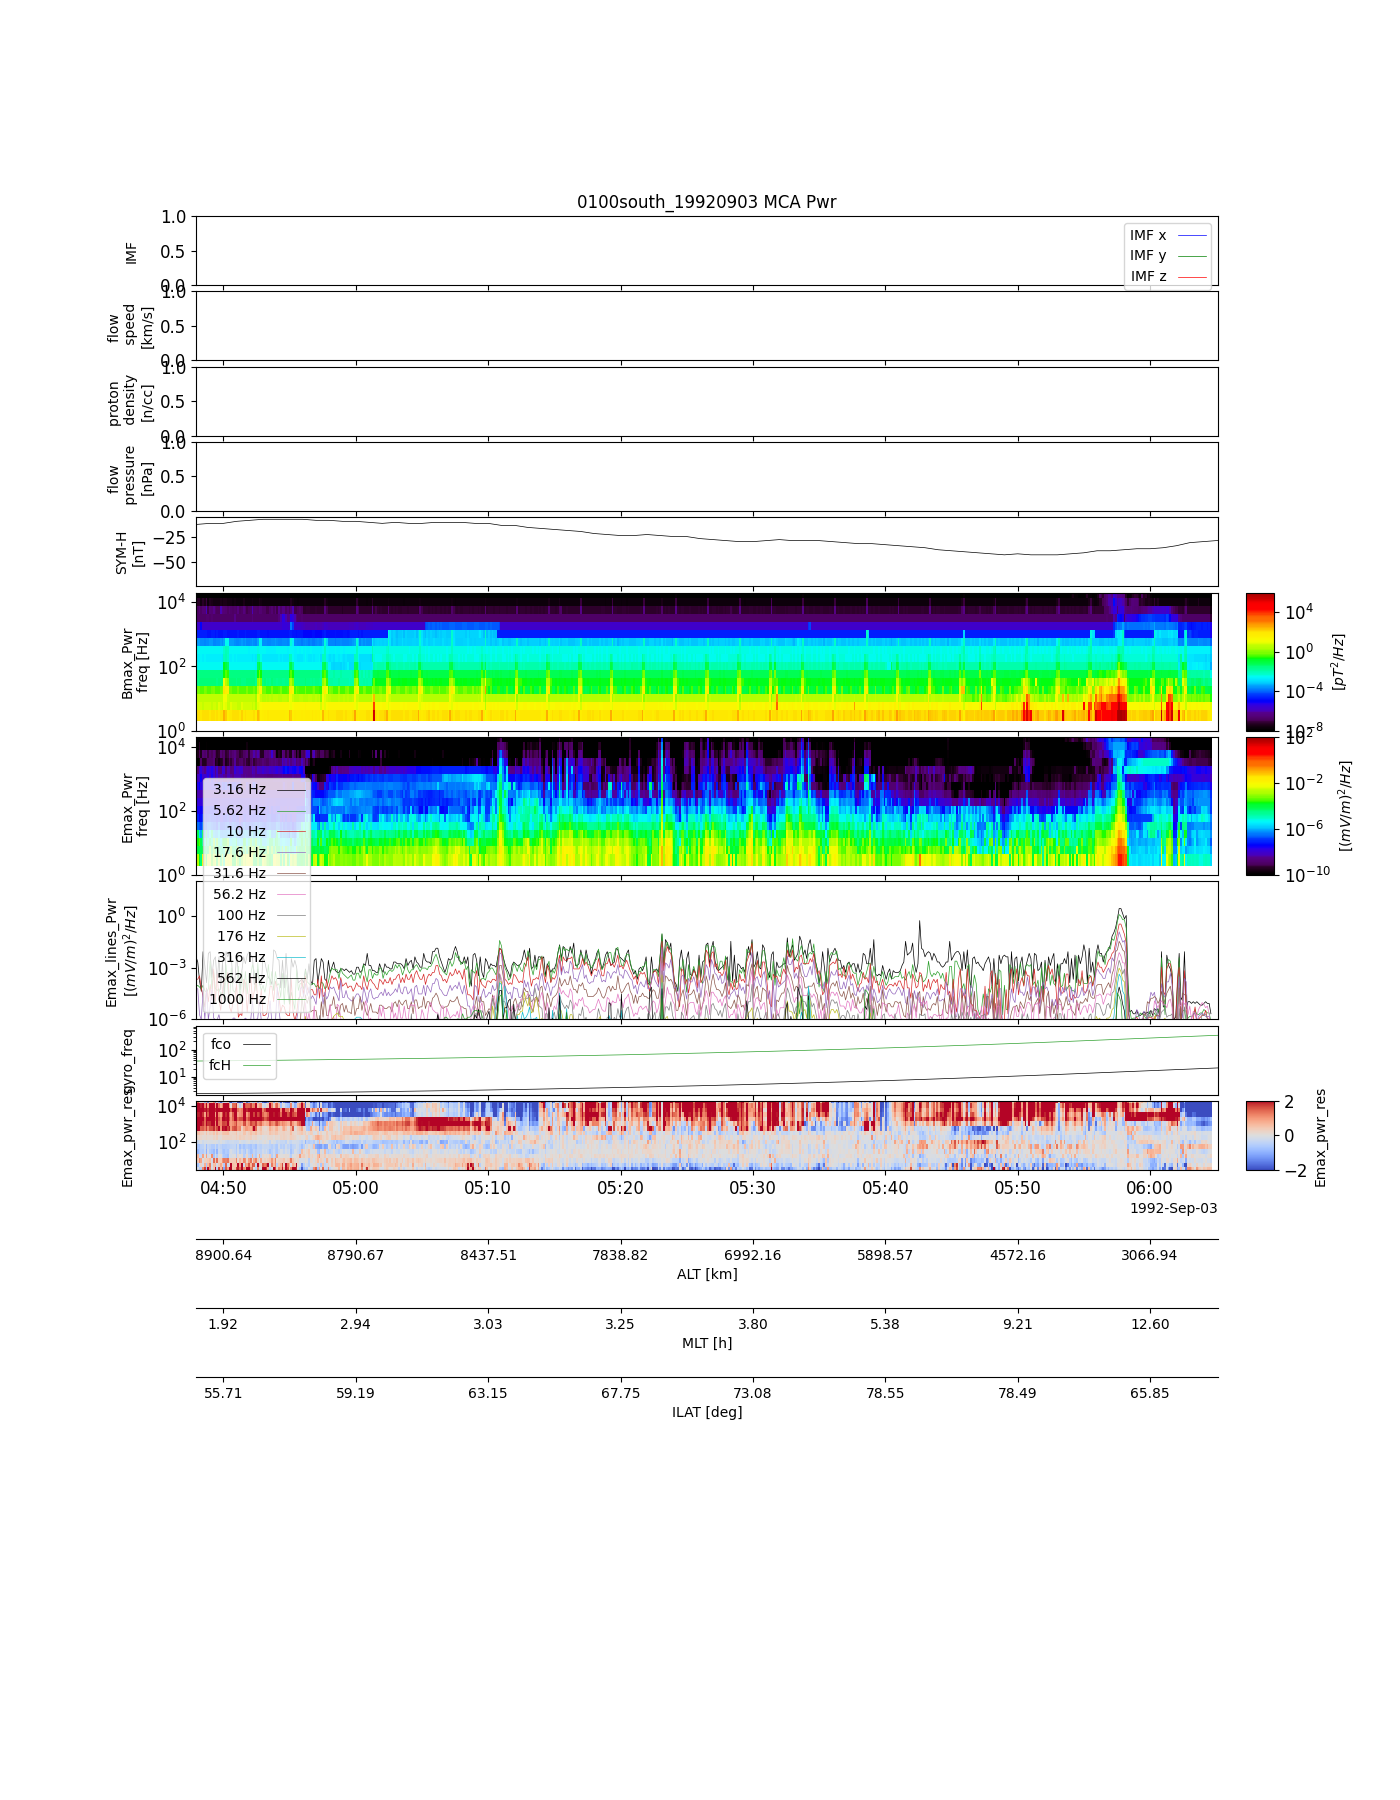 0100south_19920903 MCA Pwr
1.0
0.5
0.0
IMF
IMF x
IMF y
IMF z
1.0
0.5
0.0
flow
speed
[km/s]
1.0
0.5
0.0
proton
density
[n/cc]
1.0
0.5
0.0
flow
pressure
[nPa]
−25
−50
SYM-H
[nT]
10^4
10^2
10^0
Bmax_Pwr
freq [Hz]
10^4
10^0
10^−4
10^−8
[pT^2/Hz]
10^4
10^2
10^0
Emax_Pwr
freq [Hz]
10^2
10^−2
10^−6
10^−10
[(mV/m)^2/Hz]
3.16 Hz
5.62 Hz
10 Hz
17.6 Hz
31.6 Hz
56.2 Hz
100 Hz
176 Hz
316 Hz
562 Hz
1000 Hz
10^0
10^−3
10^−6
Emax_lines_Pwr
[(mV/m)^2/Hz]
fco
fcH
10^2
10^1
gyro_freq
10^4
10^2
Emax_pwr_res
2
0
−2
Emax_pwr_res
04:50 05:00 05:10 05:20 05:30 05:40 05:50 06:00
1992-Sep-03
8900.64 8790.67 8437.51 7838.82 6992.16 5898.57 4572.16 3066.94
ALT [km]
1.92 2.94 3.03 3.25 3.80 5.38 9.21 12.60
MLT [h]
55.71 59.19 63.15 67.75 73.08 78.55 78.49 65.85
ILAT [deg]